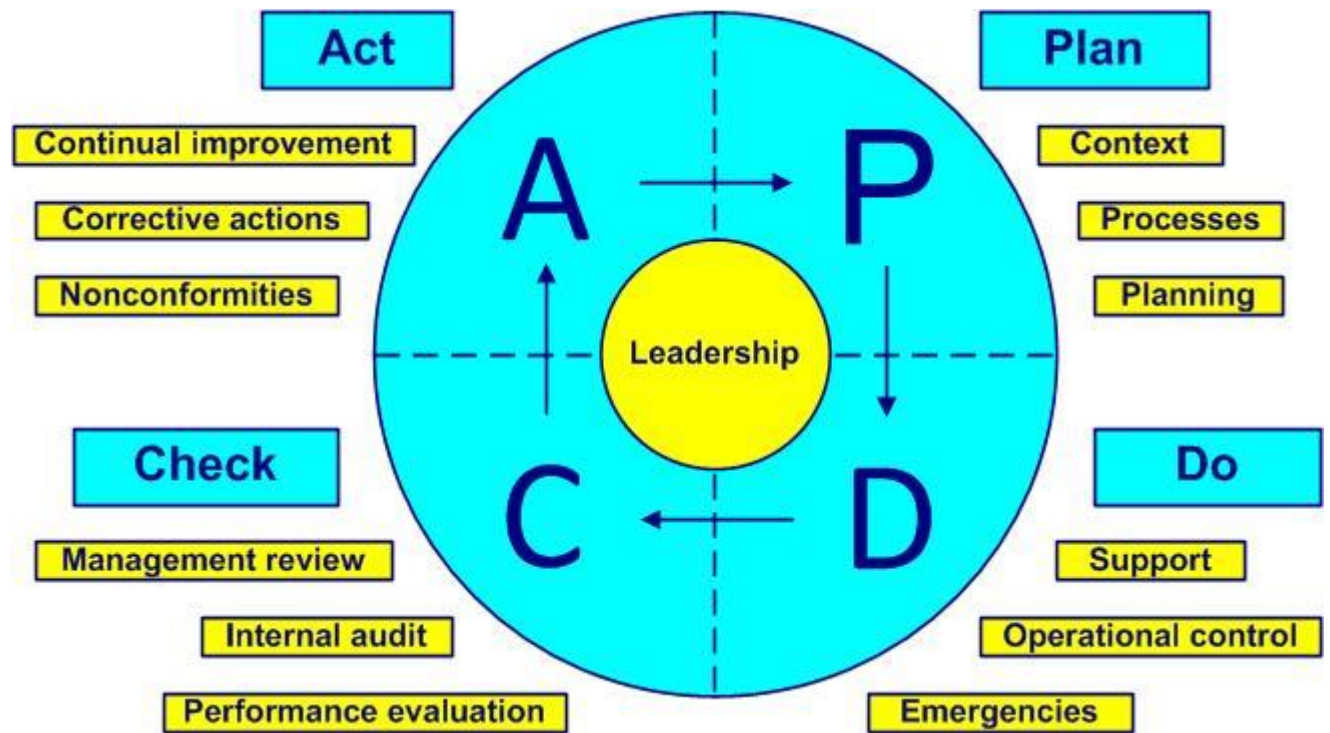 Act
Plan
Continual improvement
Context
Corrective actions
Processes
Nonconformities
Planning
A
P
Leadership
C
D
Check
Do
Management review
Support
Internal audit
Operational control
Performance evaluation
Emergencies